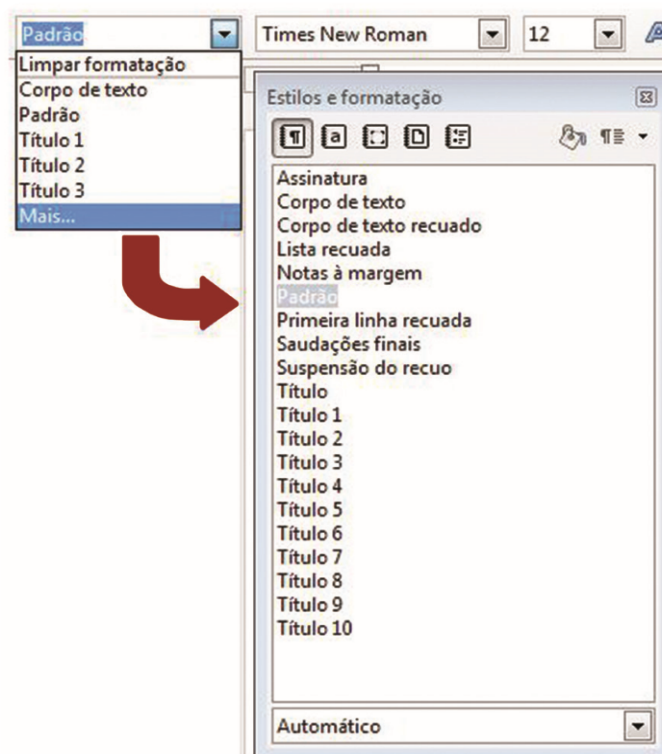 Padrão
Times New Roman
12
Limpar formatação
Corpo de texto
Padrão
Título 1
Título 2
Título 3
Mais...
Estilos e formatação
Assinatura
Corpo de texto
Corpo de texto recuado
Lista recuada
Notas à margem
Padrão
Primeira linha recuada
Saudações finais
Suspensão do recuo
Título
Título 1
Título 2
Título 3
Título 4
Título 5
Título 6
Título 7
Título 8
Título 9
Título 10
Automático